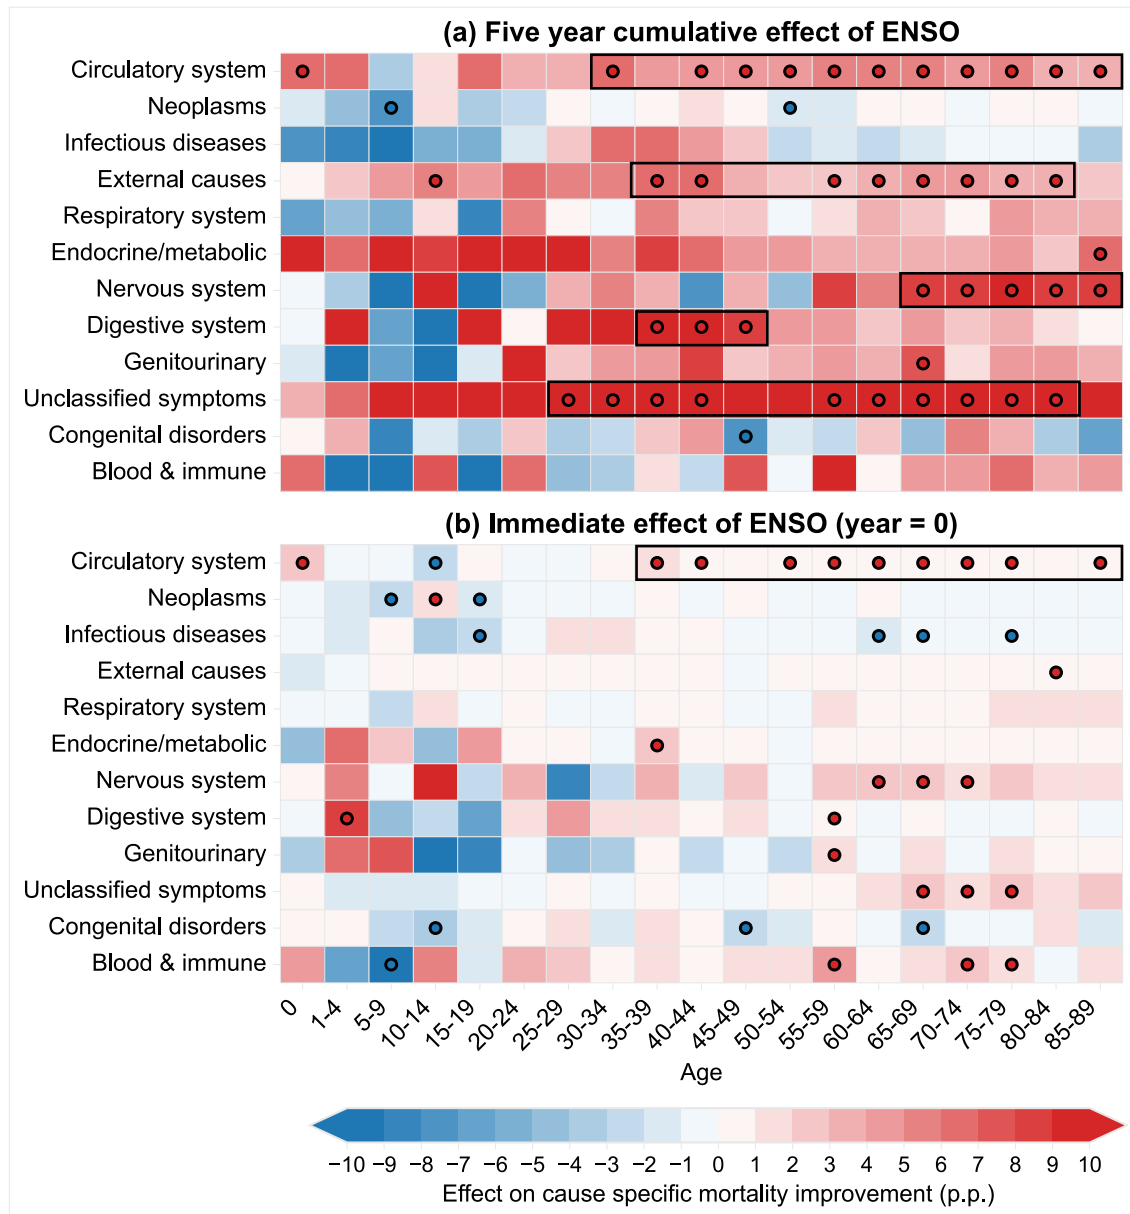 (a) Five year cumulative effect of ENSO
Circulatory system
Neoplasms
Infectious diseases
External causes
Respiratory system
Endocrine/metabolic
Nervous system
Digestive system
Genitourinary
Unclassified symptoms
Congenital disorders
Blood & immune
(b) Immediate effect of ENSO (year = 0)
Circulatory system
Neoplasms
Infectious diseases
External causes
Respiratory system
Endocrine/metabolic
Nervous system
Digestive system
Genitourinary
Unclassified symptoms
Congenital disorders
Blood & immune
0 1-4 5-9 10-14 15-19 20-24 25-29 30-34 35-39 40-44 45-49 50-54 55-59 60-64 65-69 70-74 75-79 80-84 85-89
Age
−10 −9 −8 −7 −6 −5 −4 −3 −2 −1 0 1 2 3 4 5 6 7 8 9 10
Effect on cause specific mortality improvement (p.p.)